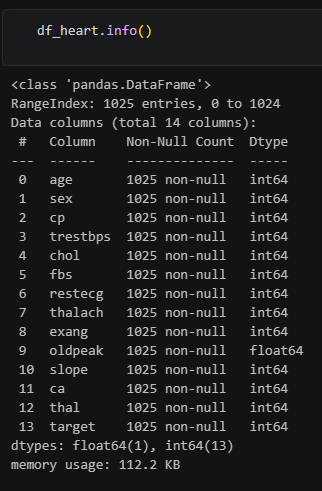 df_heart.info()
<class 'pandas.DataFrame'>
RangeIndex: 1025 entries, 0 to 1024
Data columns (total 14 columns):
 #   Column    Non-Null Count  Dtype
---  ------    --------------  -----
 0   age       1025 non-null   int64
 1   sex       1025 non-null   int64
 2   cp        1025 non-null   int64
 3   trestbps  1025 non-null   int64
 4   chol      1025 non-null   int64
 5   fbs       1025 non-null   int64
 6   restecg   1025 non-null   int64
 7   thalach   1025 non-null   int64
 8   exang     1025 non-null   int64
 9   oldpeak   1025 non-null   float64
 10  slope     1025 non-null   int64
 11  ca        1025 non-null   int64
 12  thal      1025 non-null   int64
 13  target    1025 non-null   int64
dtypes: float64(1), int64(13)
memory usage: 112.2 KB